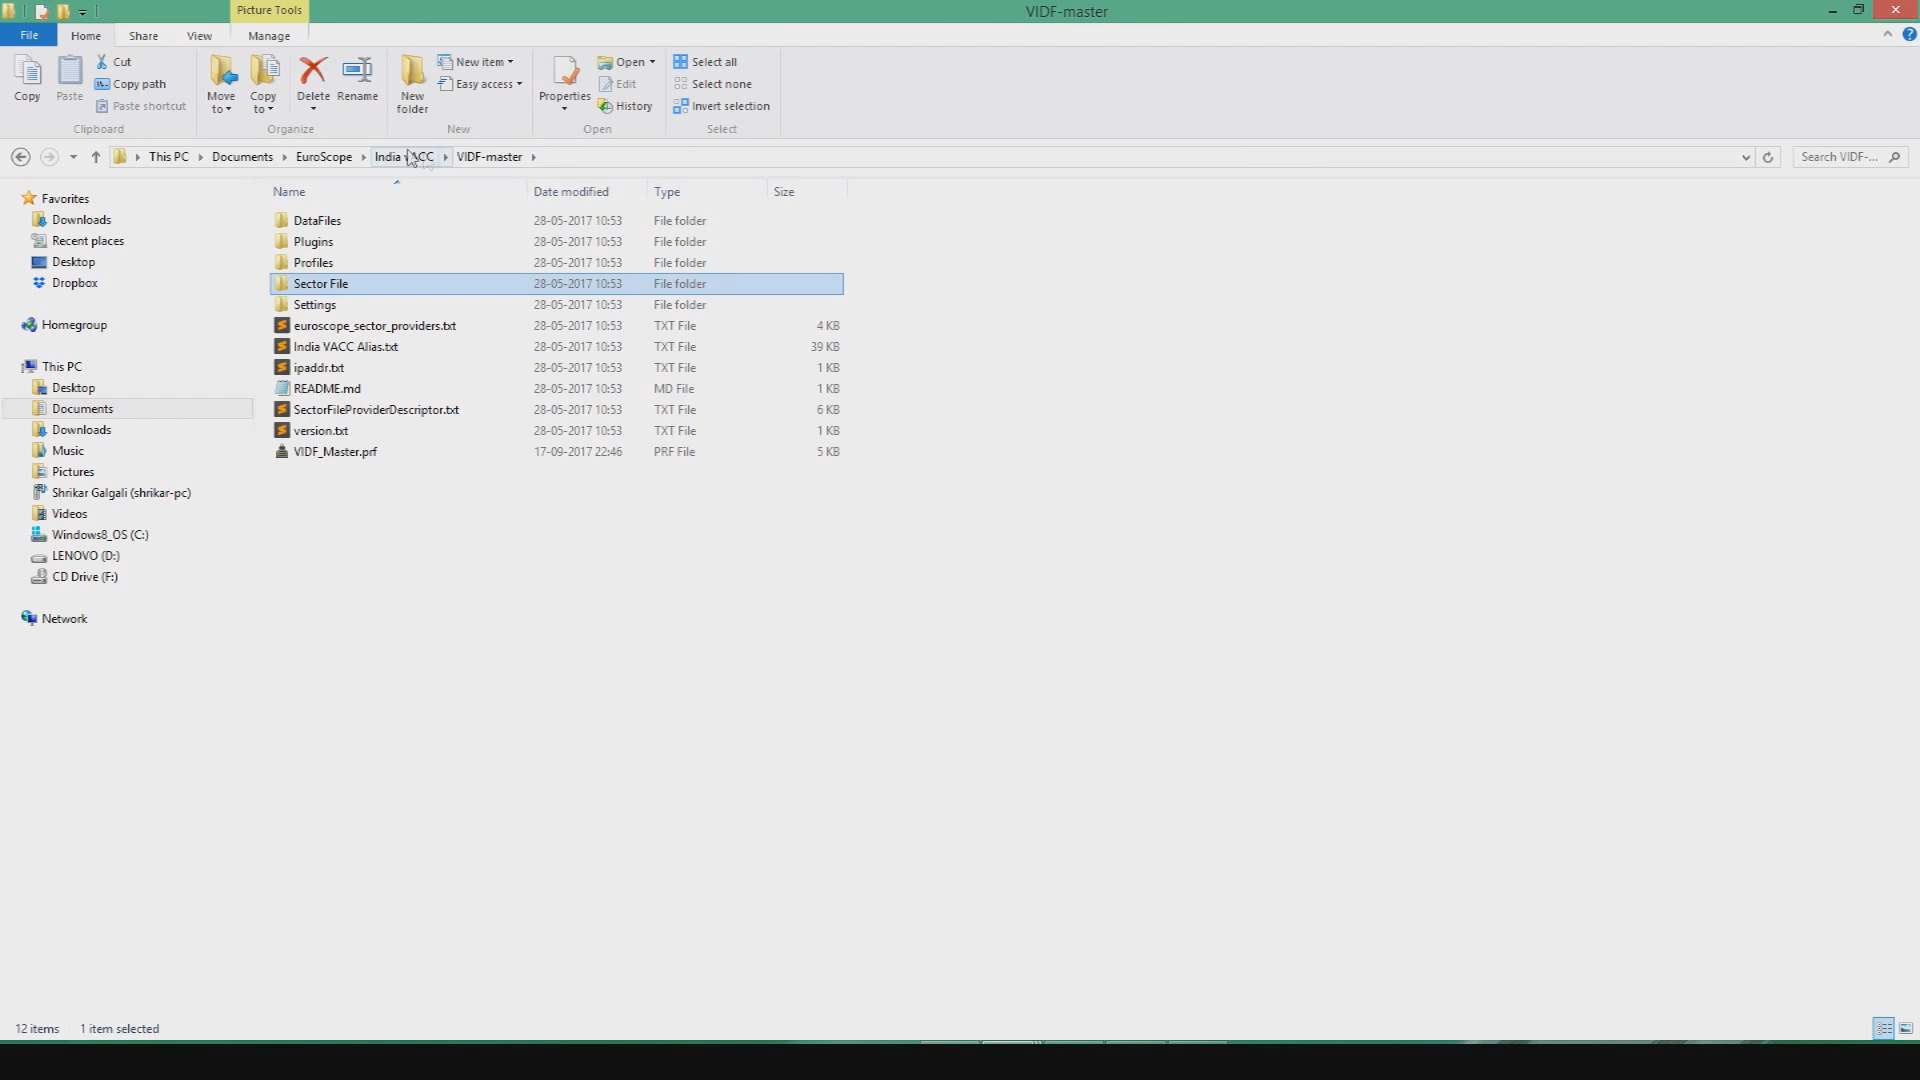 Picture Tools
VIDF-master
File Home Share View Manage
Copy
Paste
Cut
Copy path
Paste shortcut
Clipboard
Move to
Copy to
Delete
Rename
Organize
New folder
New item
Easy access
New
Properties
Open
Edit
History
Open
Select all
Select none
Invert selection
Select
This PC Documents EuroScope India vACC VIDF-master
Search VIDF-...
Favorites
Downloads
Recent places
Desktop
Dropbox
Homegroup
This PC
Desktop
Documents
Downloads
Music
Pictures
Shrikar Galgali (shrikar-pc)
Videos
Windows8_OS (C:)
LENOVO (D:)
CD Drive (F:)
Network
Name Date modified Type Size
DataFiles 28-05-2017 10:53 File folder
Plugins 28-05-2017 10:53 File folder
Profiles 28-05-2017 10:53 File folder
Sector File 28-05-2017 10:53 File folder
Settings 28-05-2017 10:53 File folder
euroscope_sector_providers.txt 28-05-2017 10:53 TXT File 4 KB
India VACC Alias.txt 28-05-2017 10:53 TXT File 39 KB
ipaddr.txt 28-05-2017 10:53 TXT File 1 KB
README.md 28-05-2017 10:53 MD File 1 KB
SectorFileProviderDescriptor.txt 28-05-2017 10:53 TXT File 6 KB
version.txt 28-05-2017 10:53 TXT File 1 KB
VIDF_Master.prf 17-09-2017 22:46 PRF File 5 KB
12 items 1 item selected